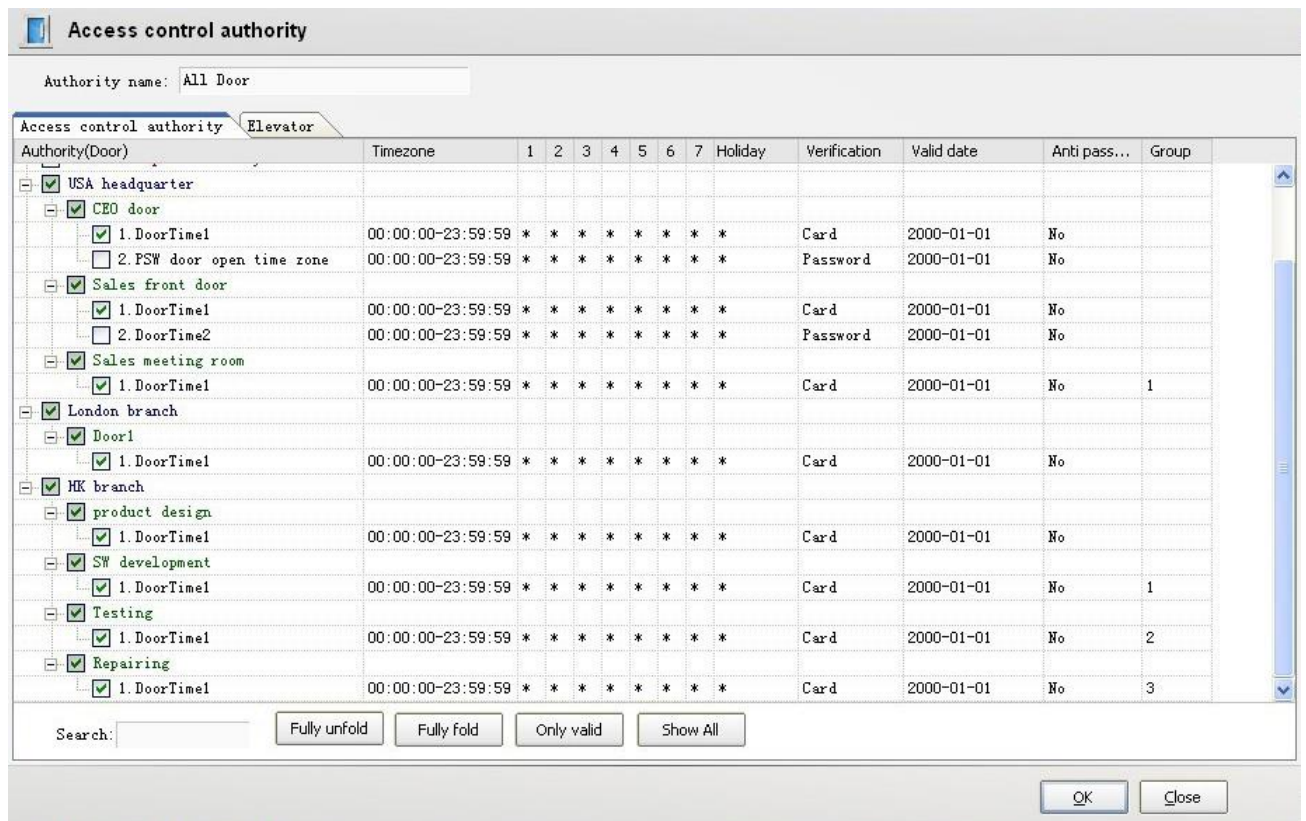 Access control authority
Authority name: All Door
Access control authority Elevator
Authority(Door) Timezone 1 2 3 4 5 6 7 Holiday Verification Valid date Anti pass... Group
USA headquarter
CEO door
1.DoorTime1 00:00:00-23:59:59 * * * * * * * * Card 2000-01-01 No
2.PSW door open time zone 00:00:00-23:59:59 * * * * * * * * Password 2000-01-01 No
Sales front door
1.DoorTime1 00:00:00-23:59:59 * * * * * * * * Card 2000-01-01 No
2.DoorTime2 00:00:00-23:59:59 * * * * * * * * Password 2000-01-01 No
Sales meeting room
1.DoorTime1 00:00:00-23:59:59 * * * * * * * * Card 2000-01-01 No 1
London branch
Door1
1.DoorTime1 00:00:00-23:59:59 * * * * * * * * Card 2000-01-01 No
HK branch
product design
1.DoorTime1 00:00:00-23:59:59 * * * * * * * * Card 2000-01-01 No
SW development
1.DoorTime1 00:00:00-23:59:59 * * * * * * * * Card 2000-01-01 No 1
Testing
1.DoorTime1 00:00:00-23:59:59 * * * * * * * * Card 2000-01-01 No 2
Repairing
1.DoorTime1 00:00:00-23:59:59 * * * * * * * * Card 2000-01-01 No 3
Search: Fully unfold Fully fold Only valid Show All
OK Close